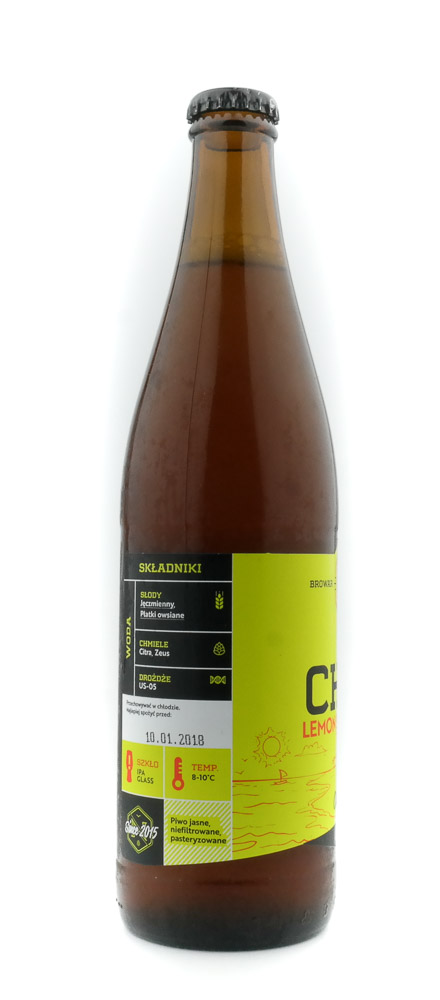 SKŁADNIKI
WODA
SŁODY
Jęczmienny,
Płatki owsiane
CHMIELE
Citra, Zeus
DROŻDŻE
US-05
Przechowywać w chłodzie.
Najlepiej spożyć przed:
10.01.2018
SZKŁO
IPA
GLASS
TEMP.
8-10°C
Since 2015
Piwo jasne,
niefiltrowane,
pasteryzowane
BROWAR
LEMON